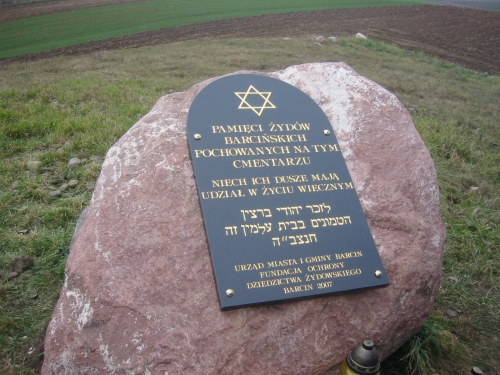 PAMIĘCI ŻYDÓW
BARCIŃSKICH
POCHOWANYCH NA TYM
CMENTARZU
NIECH ICH DUSZE MAJĄ
UDZIAŁ W ŻYCIU WIECZNYM
לזכר יהודי ברצין
הטמונים בבית עלמין זה
תנצב"ה
URZĄD MIASTA I GMINY BARCIN
FUNDACJA OCHRONY
DZIEDZICTWA ŻYDOWSKIEGO
BARCIN 2007